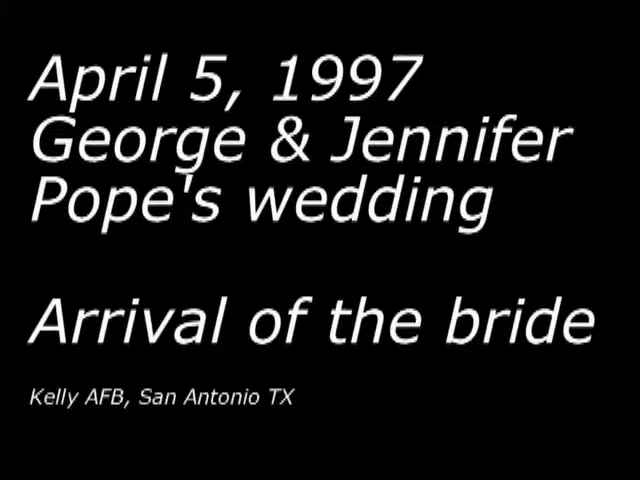 April 5, 1997
George & Jennifer
Pope's wedding
Arrival of the bride
Kelly AFB, San Antonio TX